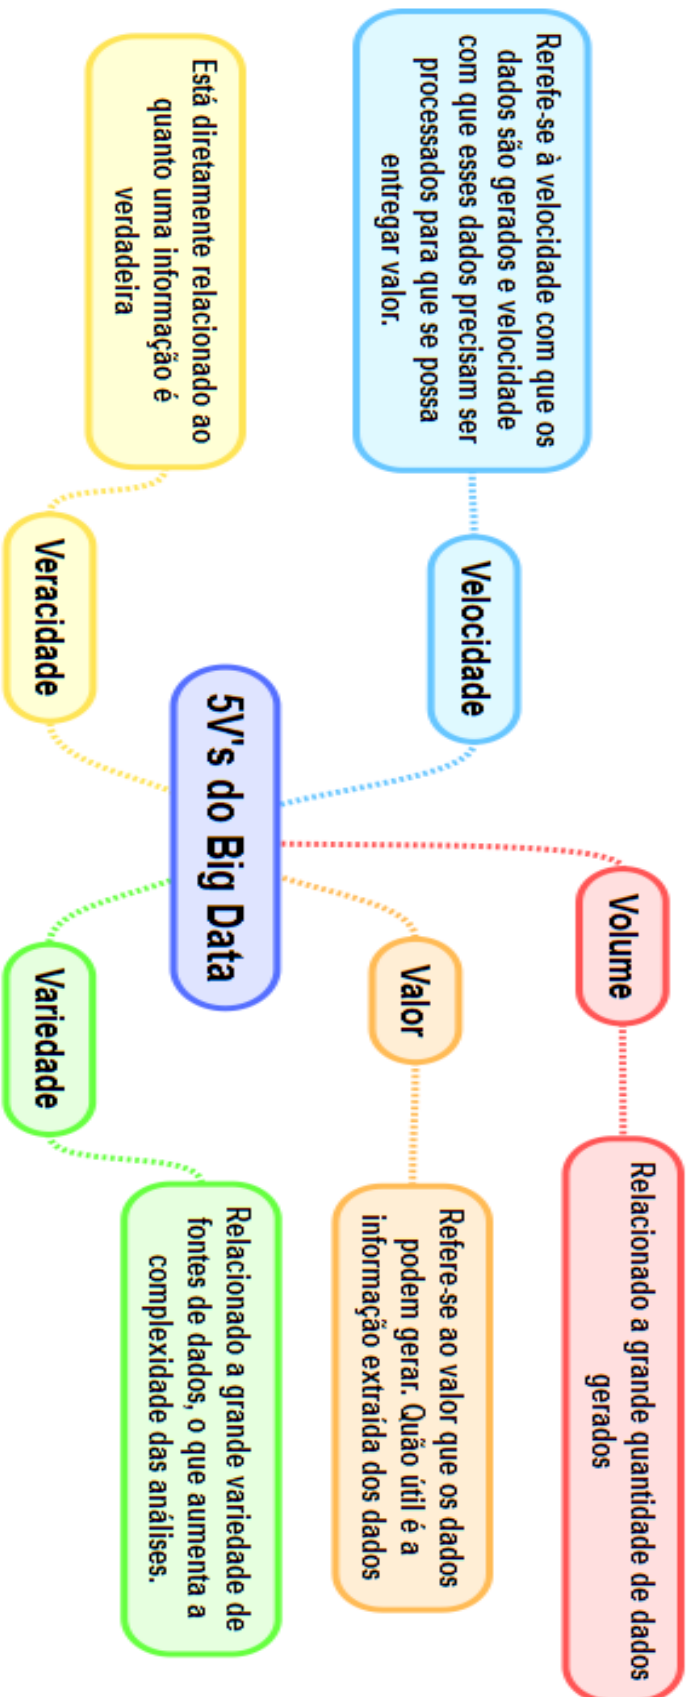 Rerefe-se à velocidade com que os
dados são gerados e velocidade
com que esses dados precisam ser
processados para que se possa
entregar valor.
Velocidade
Está diretamente relacionado ao
quanto uma informação é
verdadeira
Veracidade
5V's do Big Data
Volume
Relacionado a grande quantidade de dados
gerados
Valor
Refere-se ao valor que os dados
podem gerar. Quão útil é a
informação extraída dos dados
Variedade
Relacionado a grande variedade de
fontes de dados, o que aumenta a
complexidade das análises.